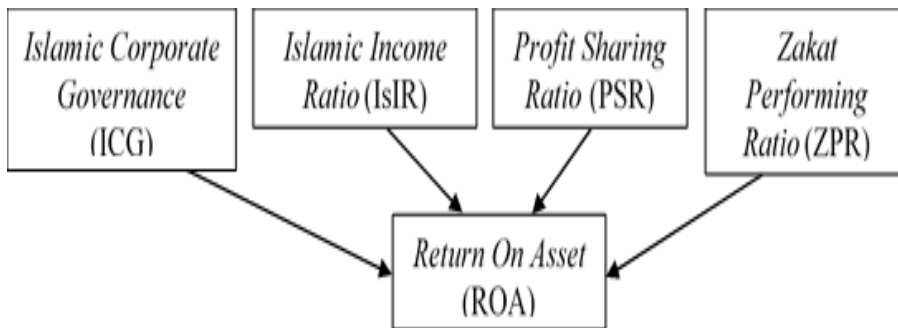 Islamic Corporate
Governance
(ICG)
Islamic Income
Ratio (IsIR)
Profit Sharing
Ratio (PSR)
Zakat
Performing
Ratio (ZPR)
Return On Asset
(ROA)